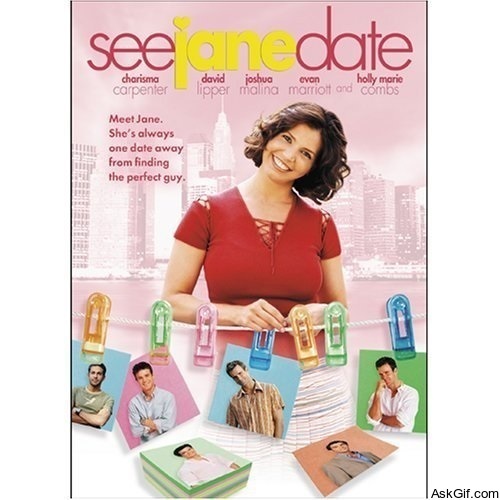 seejanedate
charisma carpenter
david lipper
joshua malina
evan marriott
and
holly marie combs
Meet Jane.
She's always
one date away
from finding
the perfect guy.
AskGif.com